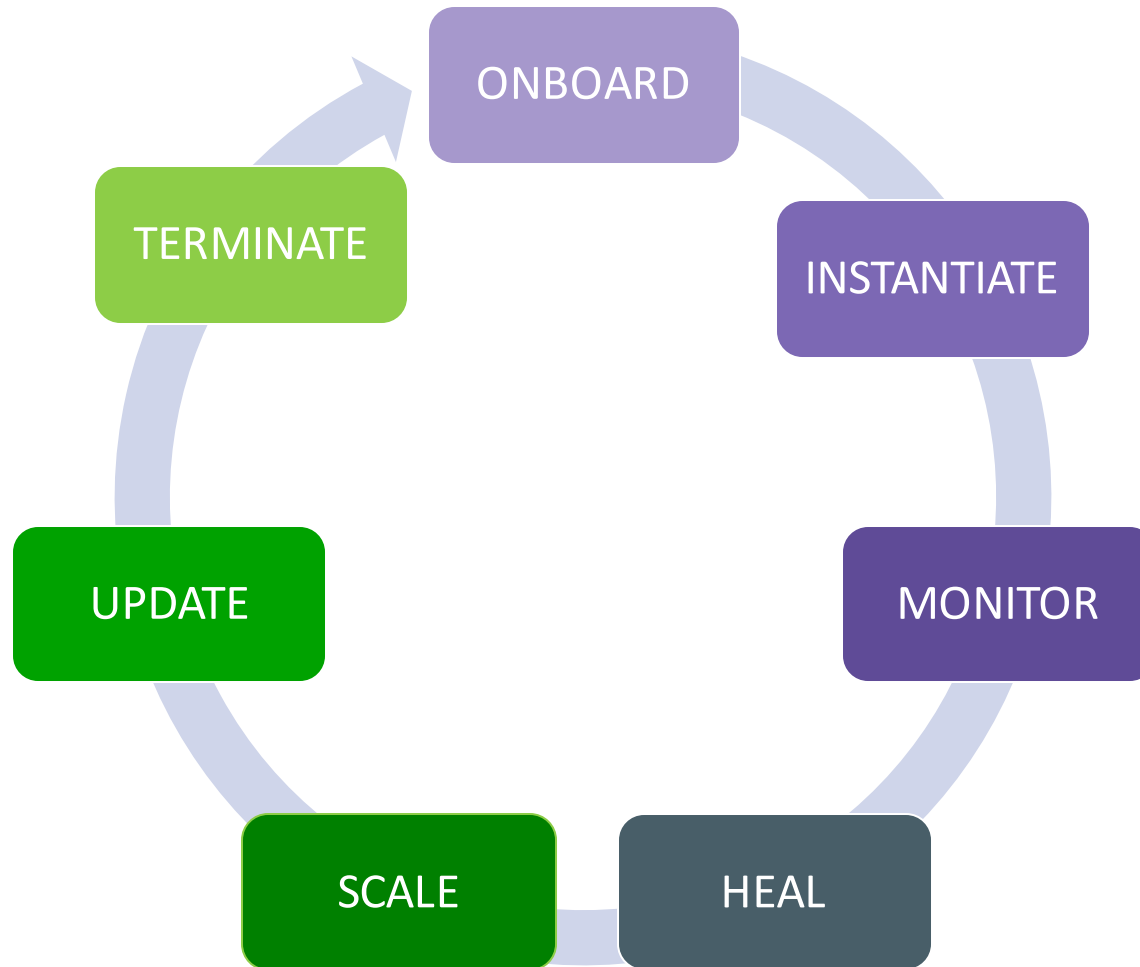 ONBOARD
INSTANTIATE
MONITOR
HEAL
SCALE
UPDATE
TERMINATE